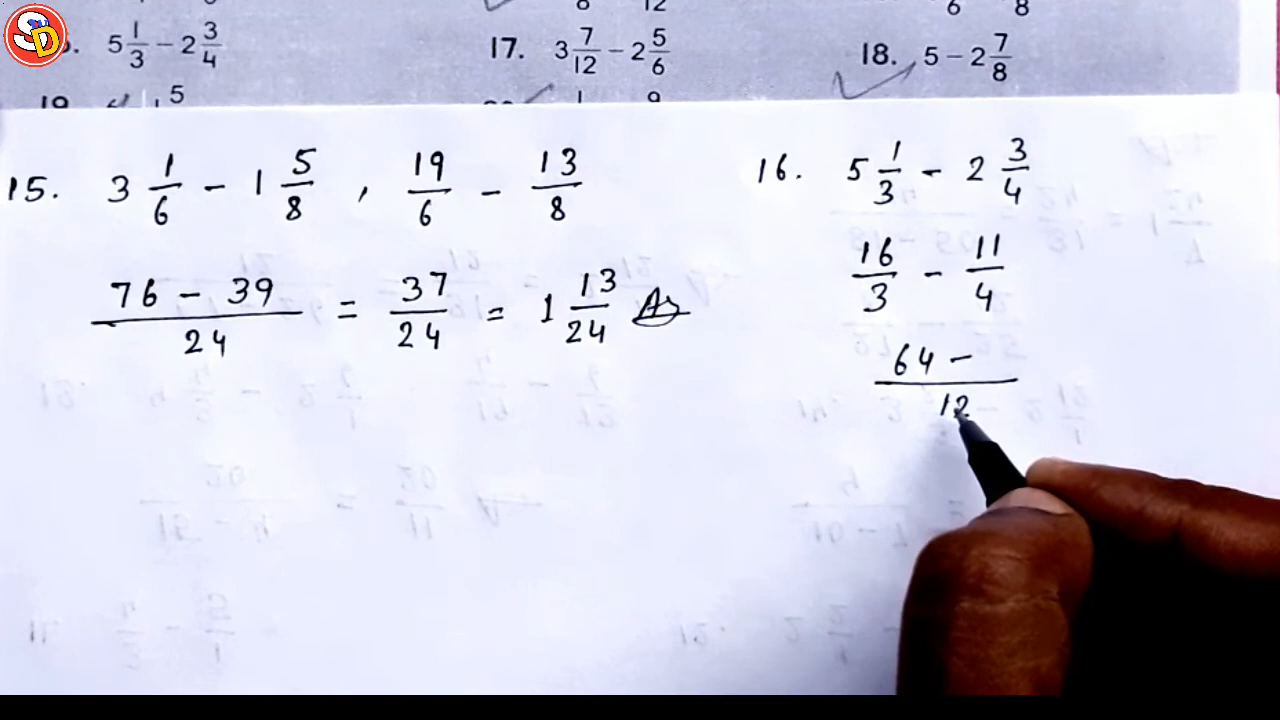 SD
5 1/3 − 2 3/4
17. 3 7/12 − 2 5/6
18. 5 − 2 7/8
15. 3 1/6 − 1 5/8 , 19/6 − 13/8
(76 − 39)/24 = 37/24 = 1 13/24 Ans
16. 5 1/3 − 2 3/4
16/3 − 11/4
64 − /12